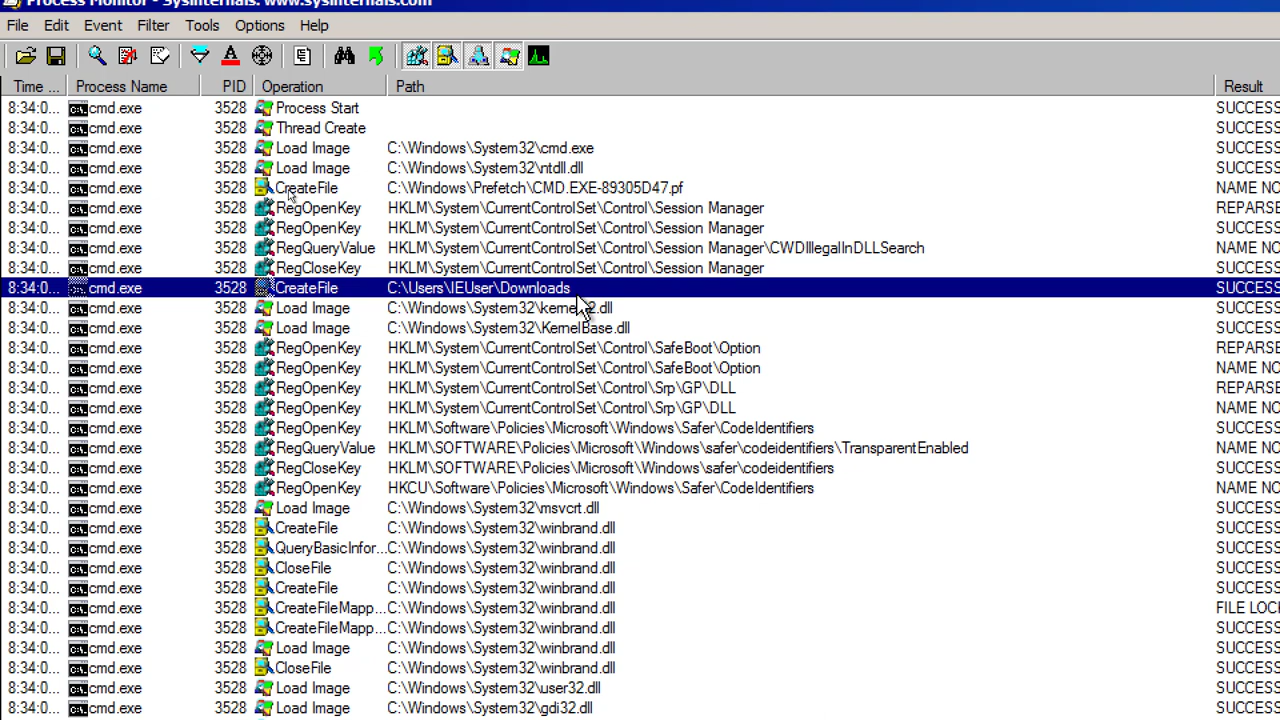 Process Monitor - Sysinternals: www.sysinternals.com
File Edit Event Filter Tools Options Help
Time ... Process Name PID Operation Path Result
8:34:0... cmd.exe 3528 Process Start SUCCESS
8:34:0... cmd.exe 3528 Thread Create SUCCESS
8:34:0... cmd.exe 3528 Load Image C:\Windows\System32\cmd.exe SUCCESS
8:34:0... cmd.exe 3528 Load Image C:\Windows\System32\ntdll.dll SUCCESS
8:34:0... cmd.exe 3528 CreateFile C:\Windows\Prefetch\CMD.EXE-89305D47.pf NAME NO
8:34:0... cmd.exe 3528 RegOpenKey HKLM\System\CurrentControlSet\Control\Session Manager REPARSE
8:34:0... cmd.exe 3528 RegOpenKey HKLM\System\CurrentControlSet\Control\Session Manager SUCCESS
8:34:0... cmd.exe 3528 RegQueryValue HKLM\System\CurrentControlSet\Control\Session Manager\CWDIllegalInDLLSearch NAME NO
8:34:0... cmd.exe 3528 RegCloseKey HKLM\System\CurrentControlSet\Control\Session Manager SUCCESS
8:34:0... cmd.exe 3528 CreateFile C:\Users\IEUser\Downloads SUCCESS
8:34:0... cmd.exe 3528 Load Image C:\Windows\System32\kernel32.dll SUCCESS
8:34:0... cmd.exe 3528 Load Image C:\Windows\System32\KernelBase.dll SUCCESS
8:34:0... cmd.exe 3528 RegOpenKey HKLM\System\CurrentControlSet\Control\SafeBoot\Option REPARSE
8:34:0... cmd.exe 3528 RegOpenKey HKLM\System\CurrentControlSet\Control\SafeBoot\Option NAME NO
8:34:0... cmd.exe 3528 RegOpenKey HKLM\System\CurrentControlSet\Control\Srp\GP\DLL REPARSE
8:34:0... cmd.exe 3528 RegOpenKey HKLM\System\CurrentControlSet\Control\Srp\GP\DLL NAME NO
8:34:0... cmd.exe 3528 RegOpenKey HKLM\Software\Policies\Microsoft\Windows\Safer\CodeIdentifiers SUCCESS
8:34:0... cmd.exe 3528 RegQueryValue HKLM\SOFTWARE\Policies\Microsoft\Windows\safer\codeidentifiers\TransparentEnabled NAME NO
8:34:0... cmd.exe 3528 RegCloseKey HKLM\SOFTWARE\Policies\Microsoft\Windows\safer\codeidentifiers SUCCESS
8:34:0... cmd.exe 3528 RegOpenKey HKCU\Software\Policies\Microsoft\Windows\Safer\CodeIdentifiers NAME NO
8:34:0... cmd.exe 3528 Load Image C:\Windows\System32\msvcrt.dll SUCCESS
8:34:0... cmd.exe 3528 CreateFile C:\Windows\System32\winbrand.dll SUCCESS
8:34:0... cmd.exe 3528 QueryBasicInfor... C:\Windows\System32\winbrand.dll SUCCESS
8:34:0... cmd.exe 3528 CloseFile C:\Windows\System32\winbrand.dll SUCCESS
8:34:0... cmd.exe 3528 CreateFile C:\Windows\System32\winbrand.dll SUCCESS
8:34:0... cmd.exe 3528 CreateFileMapp... C:\Windows\System32\winbrand.dll FILE LOC
8:34:0... cmd.exe 3528 CreateFileMapp... C:\Windows\System32\winbrand.dll SUCCESS
8:34:0... cmd.exe 3528 Load Image C:\Windows\System32\winbrand.dll SUCCESS
8:34:0... cmd.exe 3528 CloseFile C:\Windows\System32\winbrand.dll SUCCESS
8:34:0... cmd.exe 3528 Load Image C:\Windows\System32\user32.dll SUCCESS
8:34:0... cmd.exe 3528 Load Image C:\Windows\System32\gdi32.dll SUCCESS